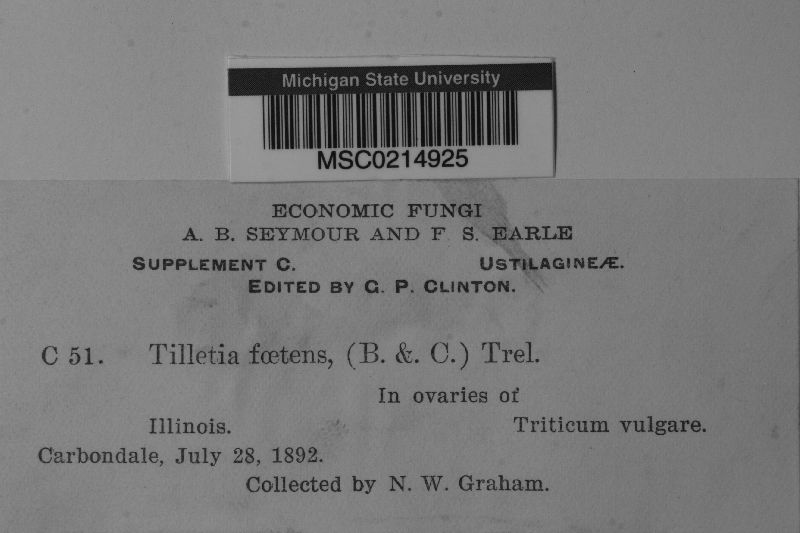 Michigan State University
MSC0214925
ECONOMIC FUNGI
A. B. SEYMOUR AND F. S. EARLE
SUPPLEMENT C. USTILAGINEÆ.
EDITED BY G. P. CLINTON.
C 51. Tilletia fœtens, (B. &. C.) Trel.
In ovaries of
Illinois. Triticum vulgare.
Carbondale, July 28, 1892.
Collected by N. W. Graham.